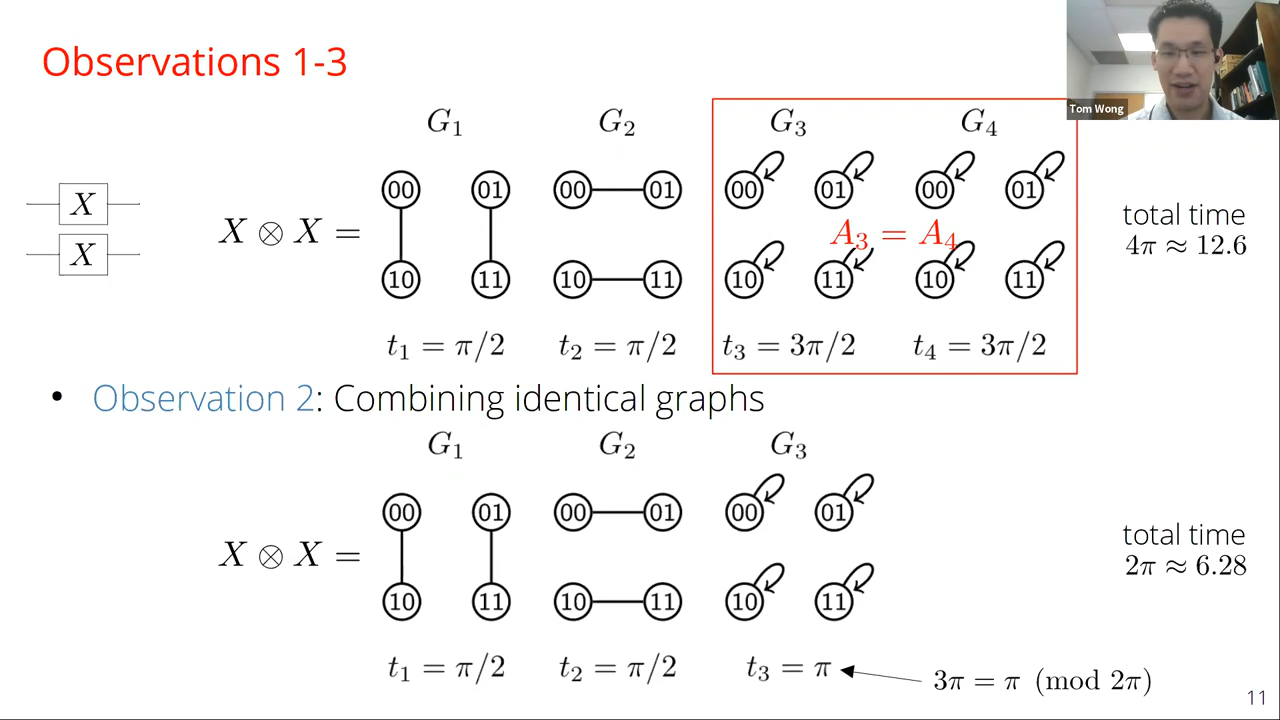 Observations 1-3
Tom Wong
G₁ G₂ G₃ G₄
X
X
X ⊗ X =
00 01 00 01 00 01 00 01
A₃ = A₄
10 11 10 11 10 11 10 11
t₁ = π/2 t₂ = π/2 t₃ = 3π/2 t₄ = 3π/2
total time
4π ≈ 12.6
• Observation 2: Combining identical graphs
G₁ G₂ G₃
X ⊗ X =
00 01 00 01 00 01
10 11 10 11 10 11
t₁ = π/2 t₂ = π/2 t₃ = π
total time
2π ≈ 6.28
3π = π (mod 2π)
11